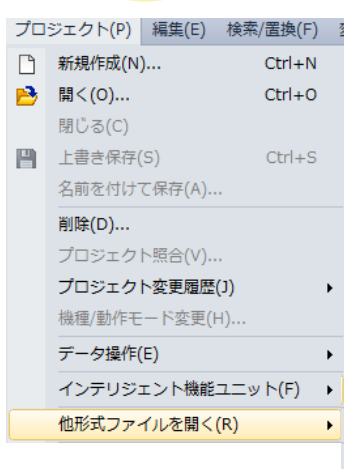 プロジェクト(P) 編集(E) 検索/置換(F)
新規作成(N)... Ctrl+N
開く(O)... Ctrl+O
閉じる(C)
上書き保存(S) Ctrl+S
名前を付けて保存(A)...
削除(D)...
プロジェクト照合(V)...
プロジェクト変更履歴(J)
機種/動作モード変更(H)...
データ操作(E)
インテリジェント機能ユニット(F)
他形式ファイルを開く(R)